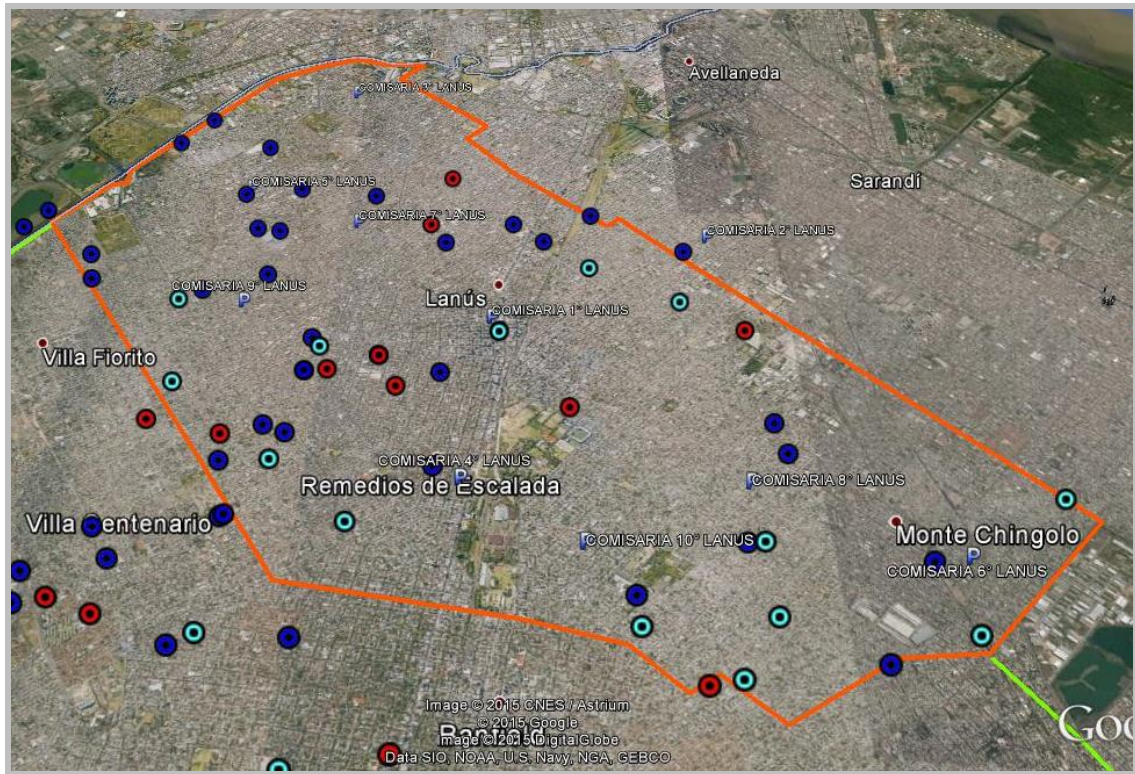 COMISARIA 3° LANUS
Avellaneda
COMISARIA 5° LANUS
Sarandí
COMISARIA 7° LANUS
COMISARIA 2° LANUS
COMISARIA 9° LANUS
P
Lanús
COMISARIA 1° LANUS
Villa Fiorito
COMISARIA 4° LANUS
P
Remedios de Escalada
COMISARIA 8° LANUS
Villa Centenario
Monte Chingolo
COMISARIA 10° LANUS
P
COMISARIA 6° LANUS
Image © 2015 CNES / Astrium
© 2015 Google
Banfield
Image © 2015 DigitalGlobe
Data SIO, NOAA, U.S. Navy, NGA, GEBCO
Goo